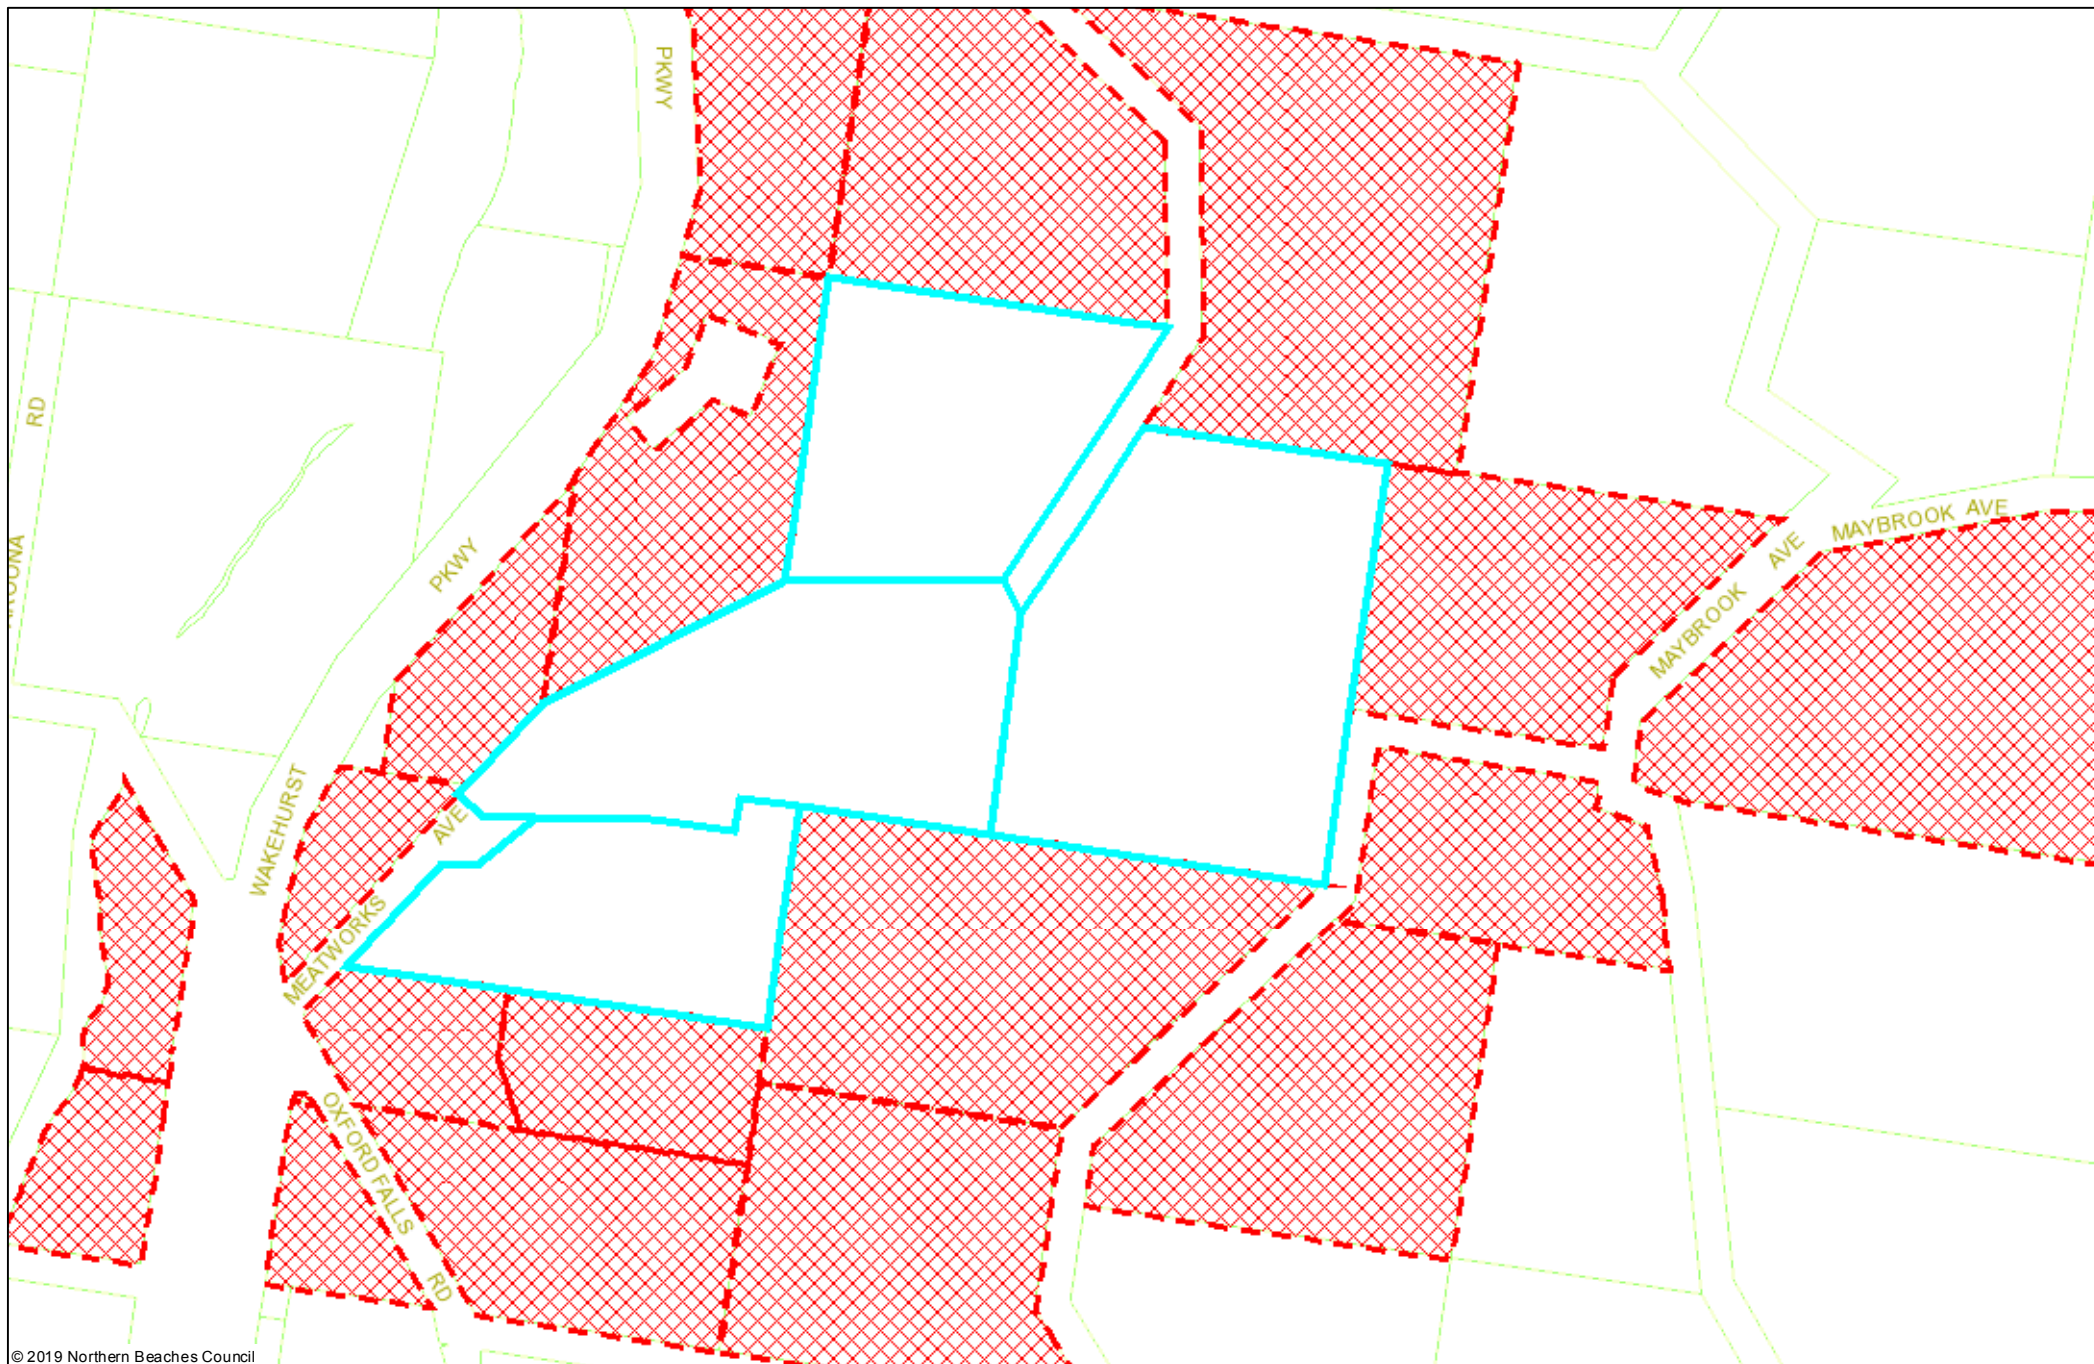 PKWY
RD
MAYBROOK AVE
AVE
PKWY
MAYBROOK
WAKEHURST
AVE
MEATWORKS
OXFORD FALLS
RD
© 2019 Northern Beaches Council